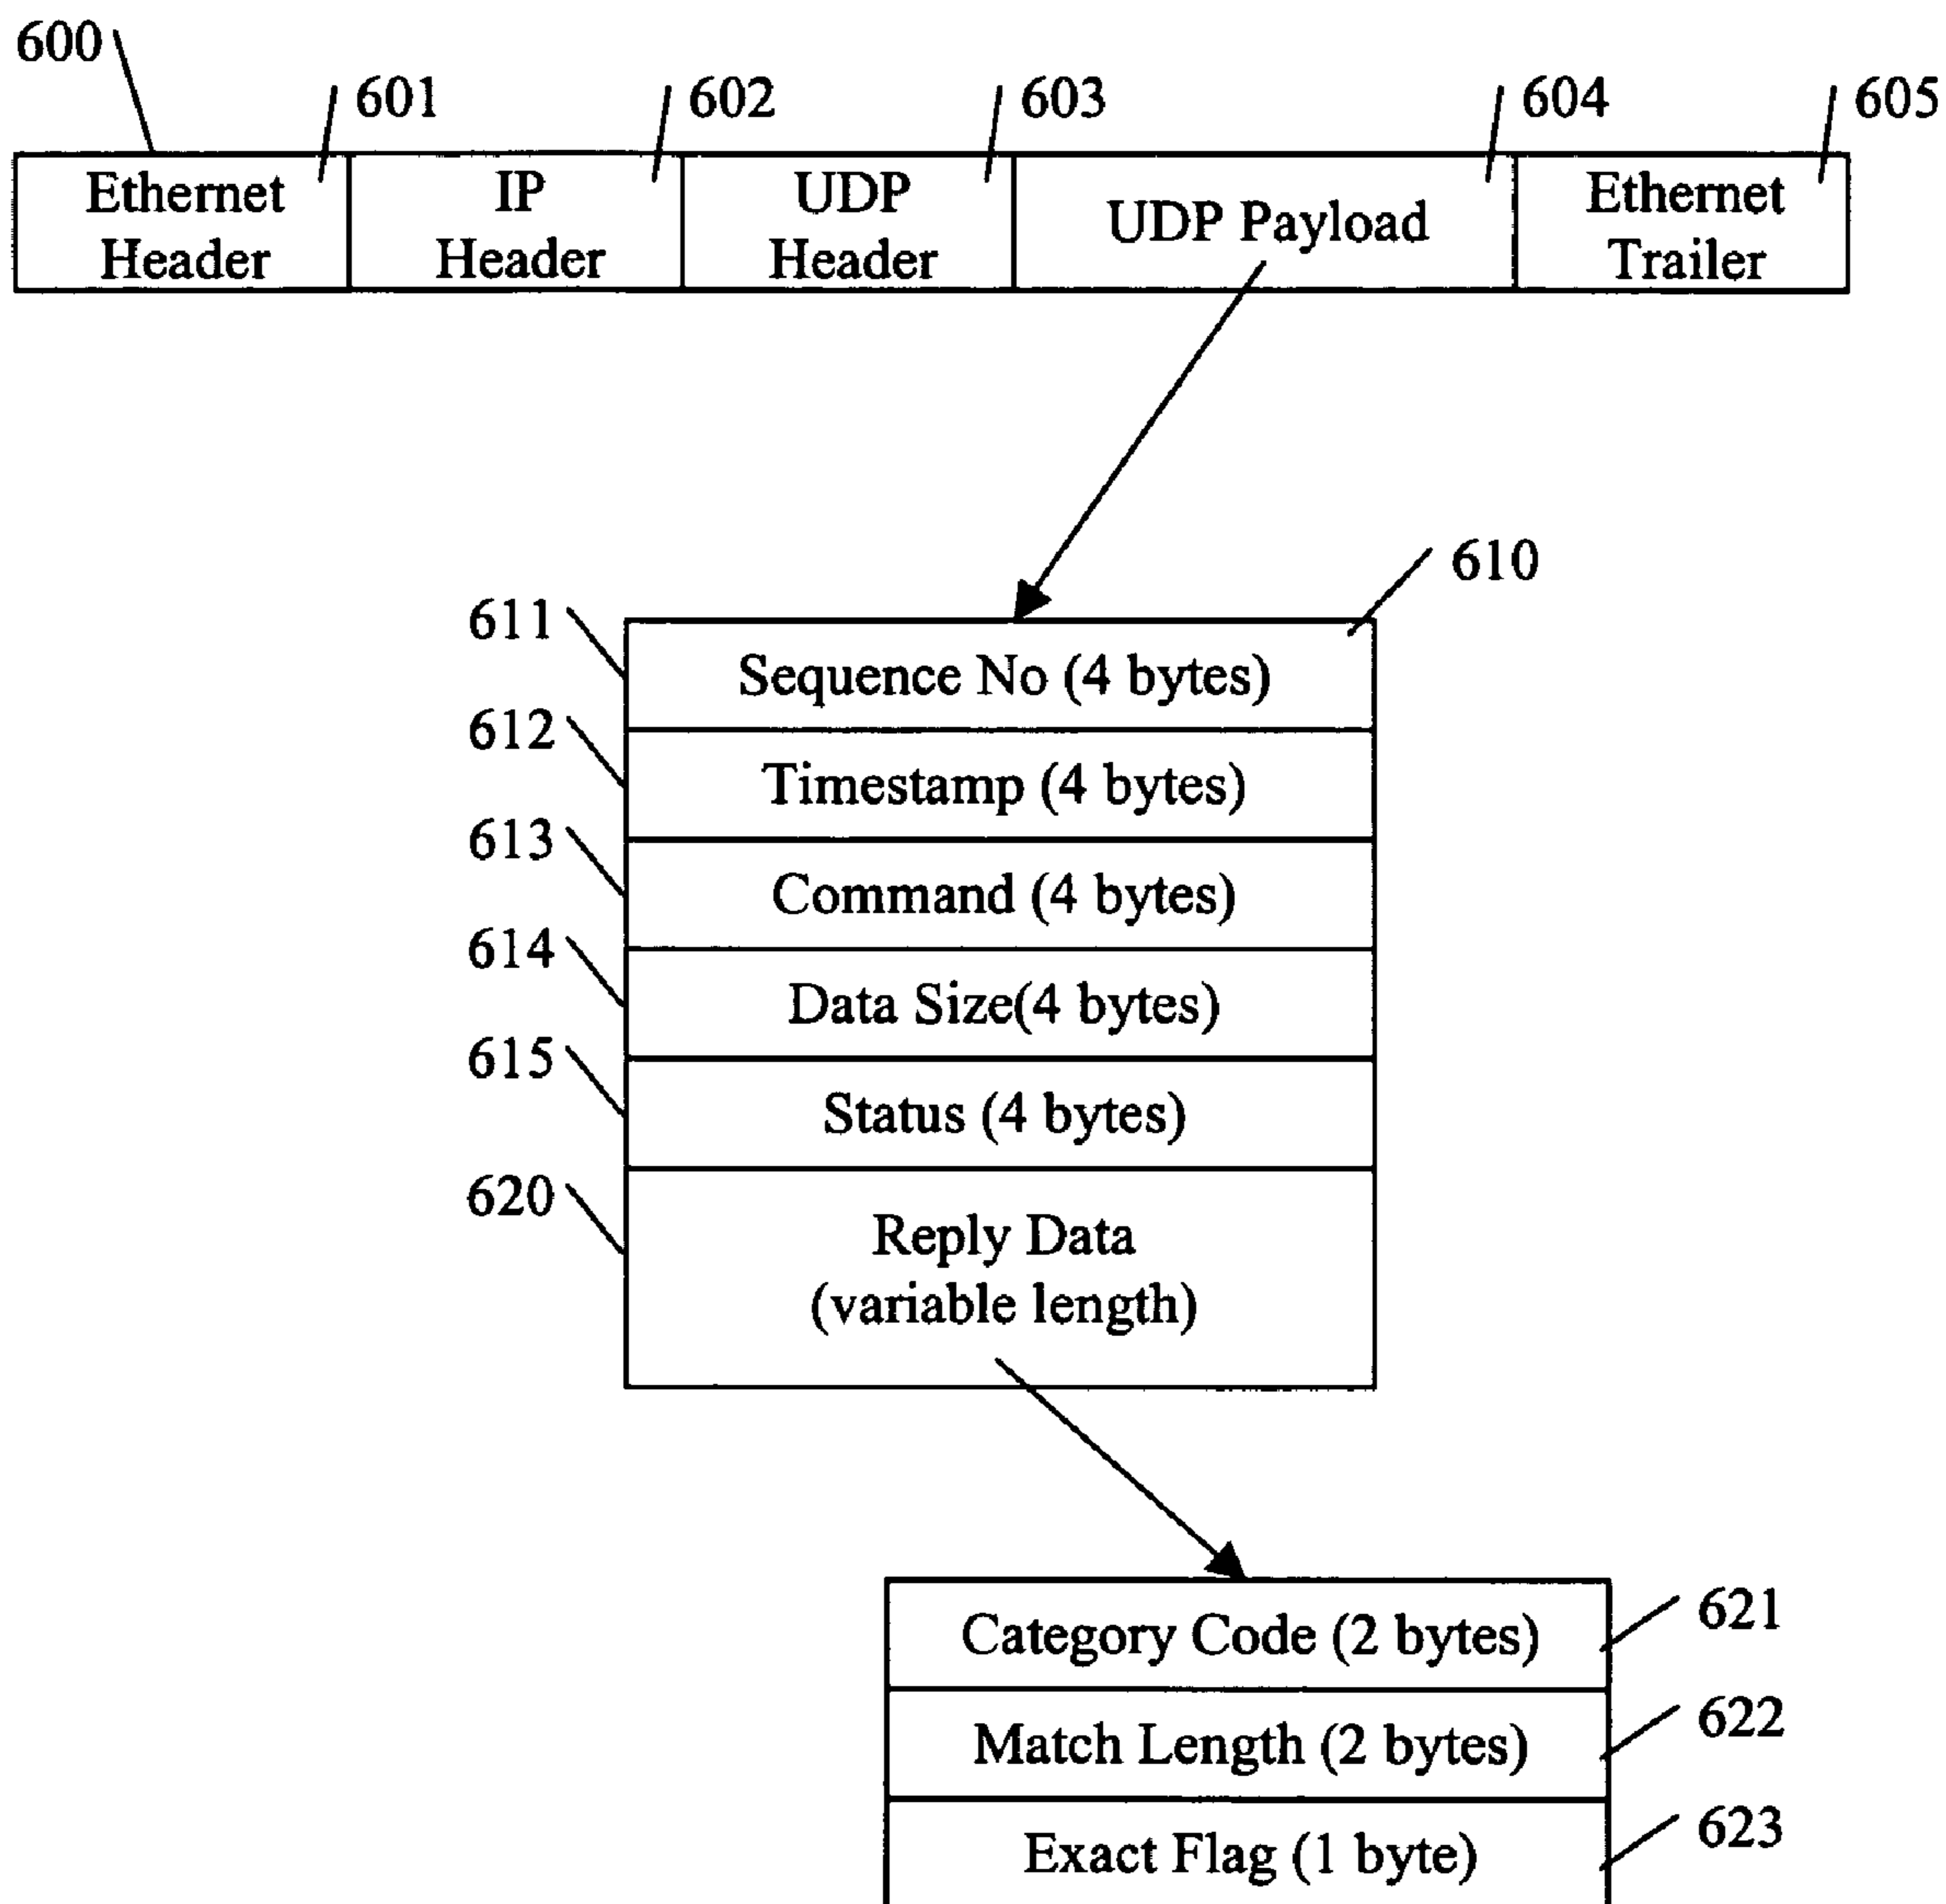 600
601
602
603
604
605
Ethernet
Header
IP
Header
UDP
Header
UDP Payload
Ethernet
Trailer
610
611
Sequence No (4 bytes)
612
Timestamp (4 bytes)
613
Command (4 bytes)
614
Data Size(4 bytes)
615
Status (4 bytes)
620
Reply Data
(variable length)
Category Code (2 bytes)
621
Match Length (2 bytes)
622
Exact Flag (1 byte)
623